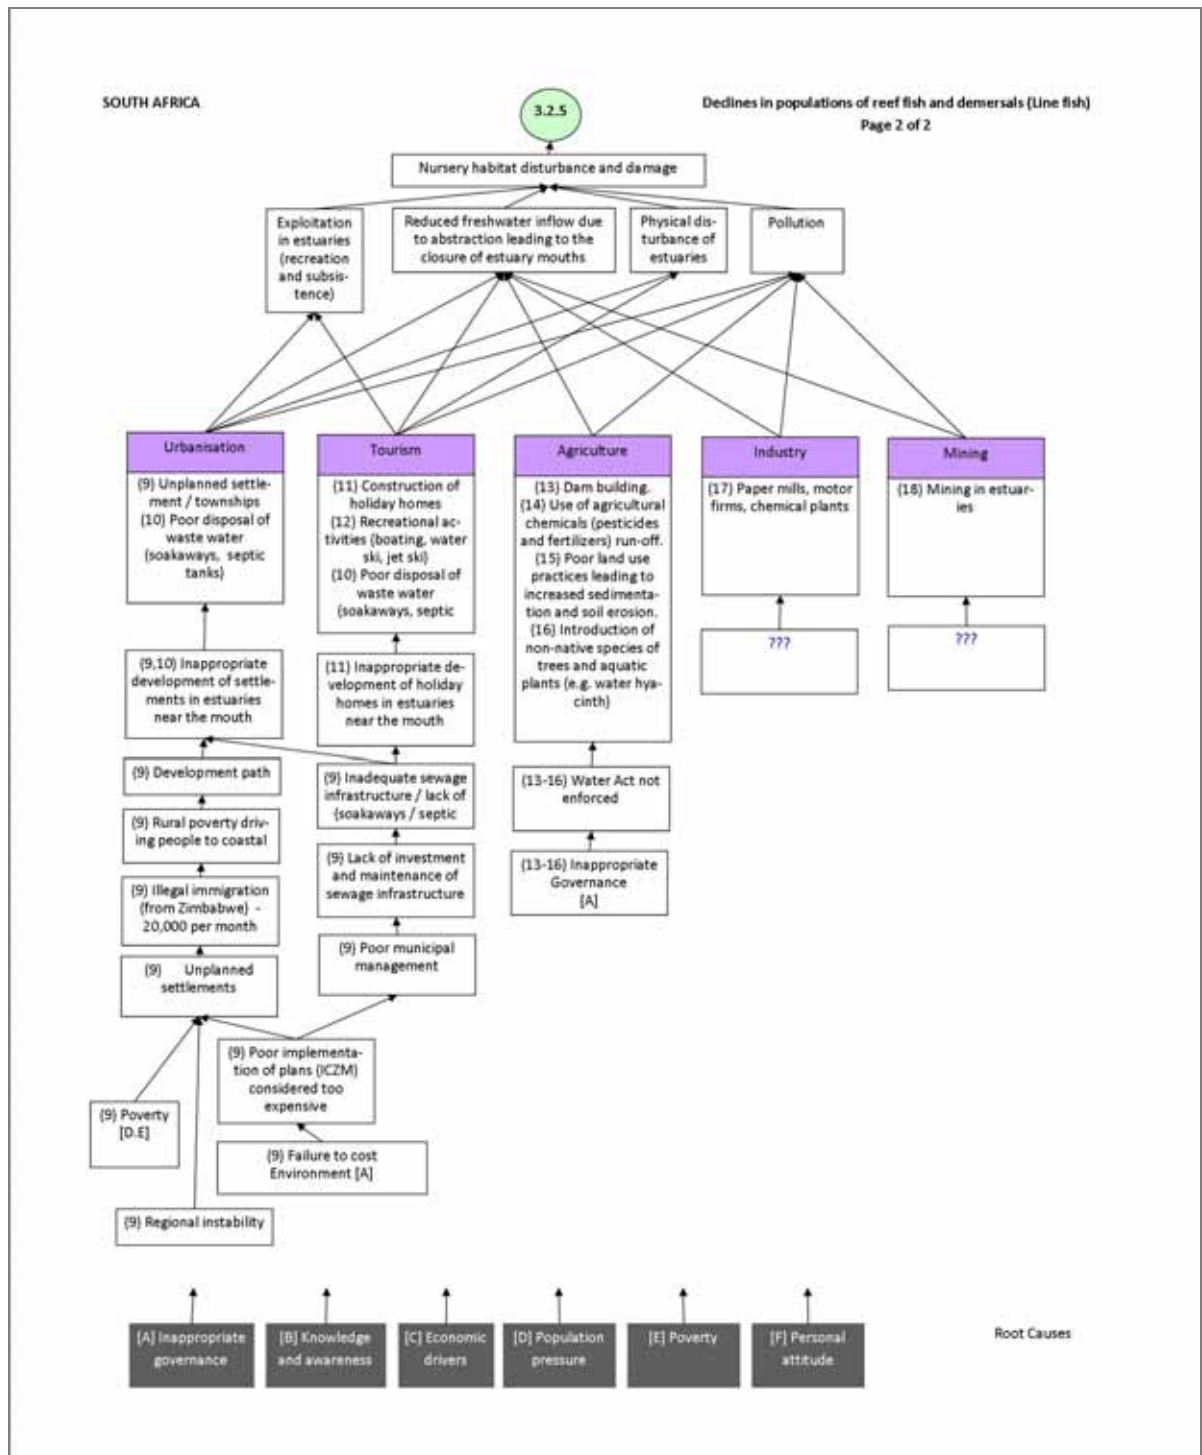 SOUTH AFRICA
Declines in populations of reef fish and demersals (Line fish)
Page 2 of 2
3.2.5
Nursery habitat disturbance and damage
Exploitation
in estuaries
(recreation
and subsis-
tence)
Reduced freshwater inflow due
to abstraction leading to the
closure of estuary mouths
Physical dis-
turbance of
estuaries
Pollution
Urbanisation
(9) Unplanned settle-
ment / townships
(10) Poor disposal of
waste water
(soakaways, septic
tanks)
Tourism
(11) Construction of
holiday homes
(12) Recreational ac-
tivities (boating, water
ski, jet ski)
(10) Poor disposal of
waste water
(soakaways, septic
Agriculture
(13) Dam building.
(14) Use of agricultural
chemicals (pesticides
and fertilizers) run-off.
(15) Poor land use
practices leading to
increased sedimenta-
tion and soil erosion.
(16) Introduction of
non-native species of
trees and aquatic
plants (e.g. water hya-
cinth)
Industry
(17) Paper mills, motor
firms, chemical plants
Mining
(18) Mining in estuar-
ies
???
???
(9,10) Inappropriate
development of settle-
ments in estuaries
near the mouth
(11) Inappropriate de-
velopment of holiday
homes in estuaries
near the mouth
(9) Development path
(9) Inadequate sewage
infrastructure / lack of
(soakaways / septic
(13-16) Water Act not
enforced
(9) Rural poverty driv-
ing people to coastal
(9) Lack of investment
and maintenance of
sewage infrastructure
(13-16) Inappropriate
Governance
[A]
(9) Illegal immigration
(from Zimbabwe) -
20,000 per month
(9) Poor municipal
management
(9) Unplanned
settlements
(9) Poor implementa-
tion of plans (ICZM)
considered too
expensive
(9) Poverty
[D.E]
(9) Failure to cost
Environment [A]
(9) Regional instability
[A] Inappropriate
governance
[B] Knowledge
and awareness
[C] Economic
drivers
[D] Population
pressure
[E] Poverty
[F] Personal
attitude
Root Causes